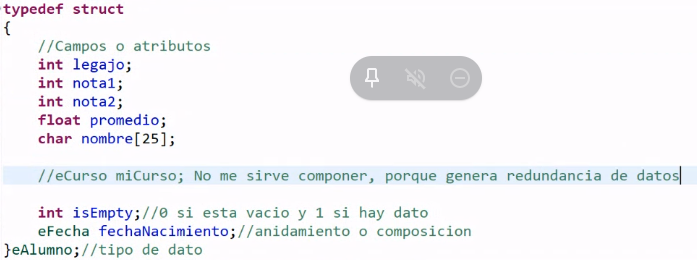 typedef struct
{
//Campos o atributos
int legajo;
int nota1;
int nota2;
float promedio;
char nombre[25];
//eCurso miCurso; No me sirve componer, porque genera redundancia de datos
int isEmpty;//0 si esta vacio y 1 si hay dato
eFecha fechaNacimiento;//anidamiento o composicion
}eAlumno;//tipo de dato